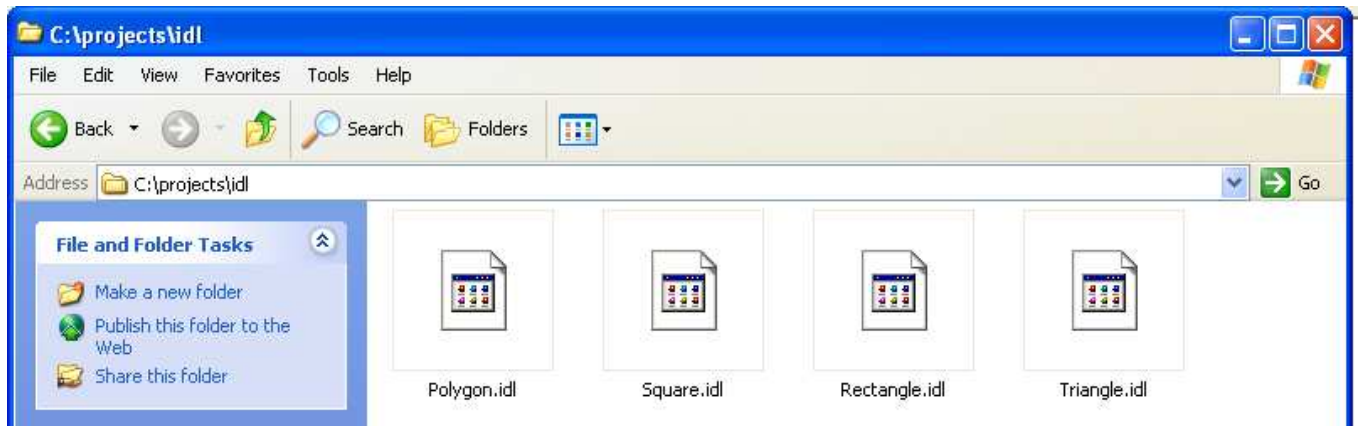 C:\projects\idl
File Edit View Favorites Tools Help
Back Search Folders
Address C:\projects\idl Go
File and Folder Tasks
Make a new folder
Publish this folder to the
Web
Share this folder
Polygon.idl Square.idl Rectangle.idl Triangle.idl